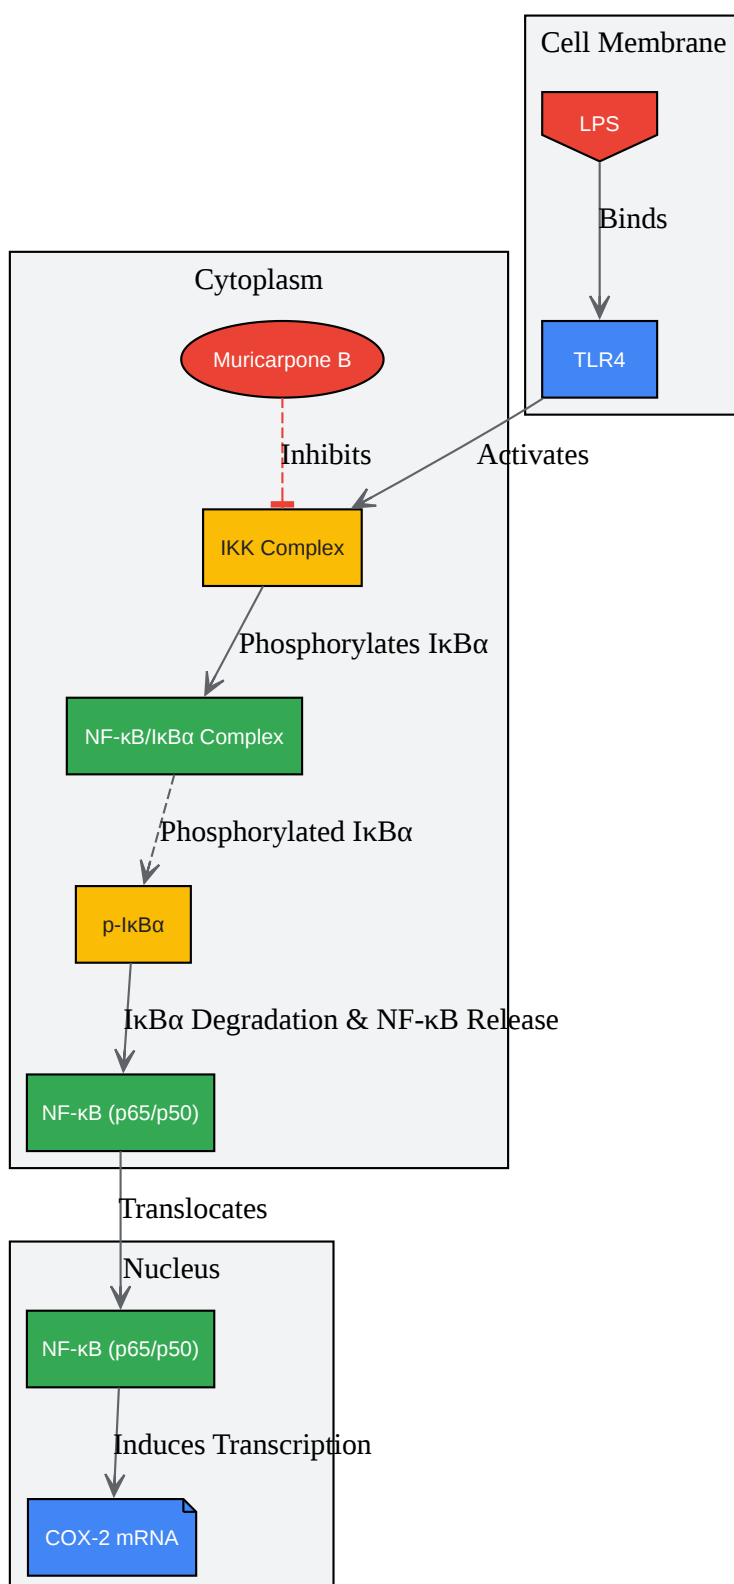 Cell Membrane
LPS
Binds
TLR4
Cytoplasm
Muricarpone B
Inhibits
Activates
IKK Complex
Phosphorylates IκBα
NF-κB/IκBα Complex
Phosphorylated IκBα
p-IκBα
IκBα Degradation & NF-κB Release
NF-κB (p65/p50)
Translocates
Nucleus
NF-κB (p65/p50)
Induces Transcription
COX-2 mRNA